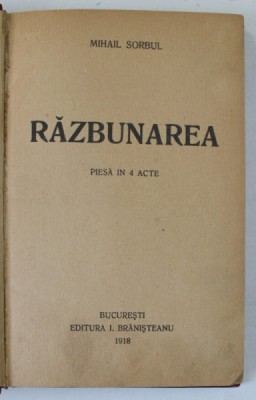 MIHAIL SORBUL
RĂZBUNAREA
PIESĂ IN 4 ACTE
BUCUREȘTI
EDITURA I. BRĂNIȘTEANU
1918